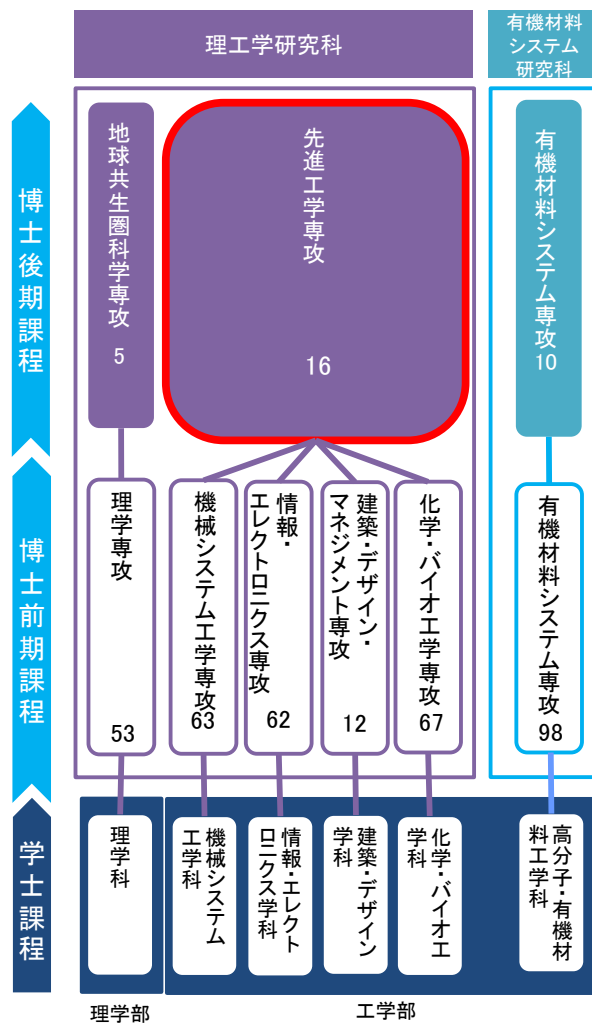 理工学研究科
有機材料
システム
研究科
博士後期課程
地球共生圏科学専攻
5
先進工学専攻
16
有機材料システム専攻
10
博士前期課程
理学専攻
53
機械システム工学専攻
63
情報・
エレクトロニクス専攻
62
建築・デザイン・
マネジメント専攻
12
化学・バイオ工学専攻
67
有機材料システム専攻
98
学士課程
理学科
機械システム
工学科
情報・エレクト
ロニクス学科
建築・デザイン
学科
化学・バイオエ
学科
高分子・有機材
料工学科
理学部
工学部